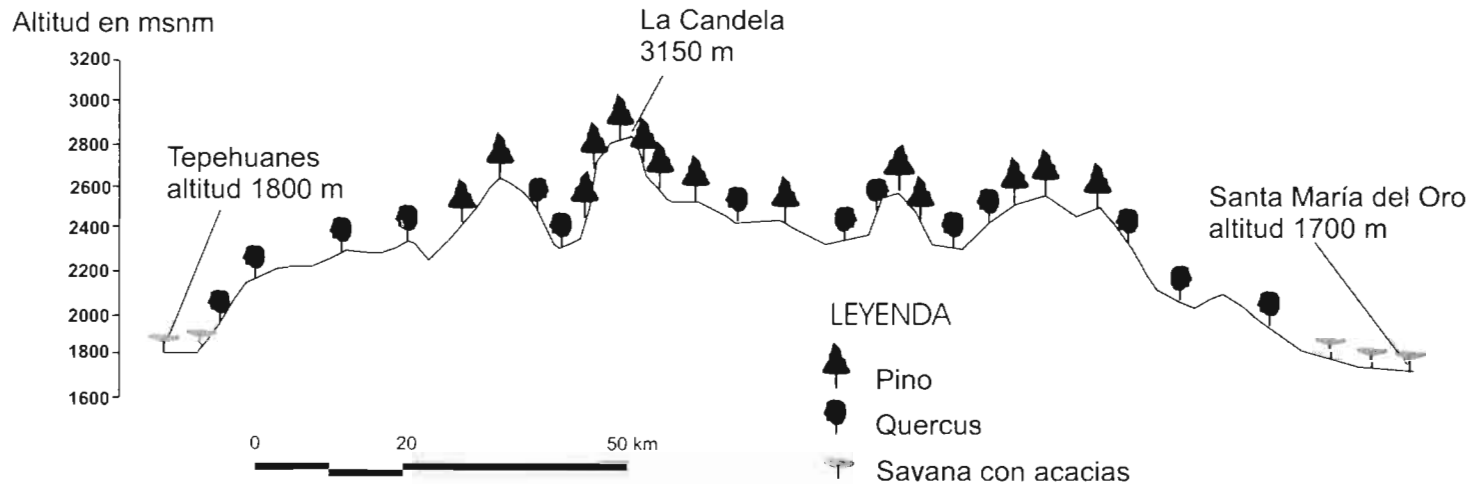 Altitud en msnm
La Candela
3150 m
3200
3000
2800
2600
2400
2200
2000
1800
1600
Tepehuanes
altitud 1800 m
Santa María del Oro
altitud 1700 m
LEYENDA
Pino
Quercus
Savana con acacias
0 20 50 km